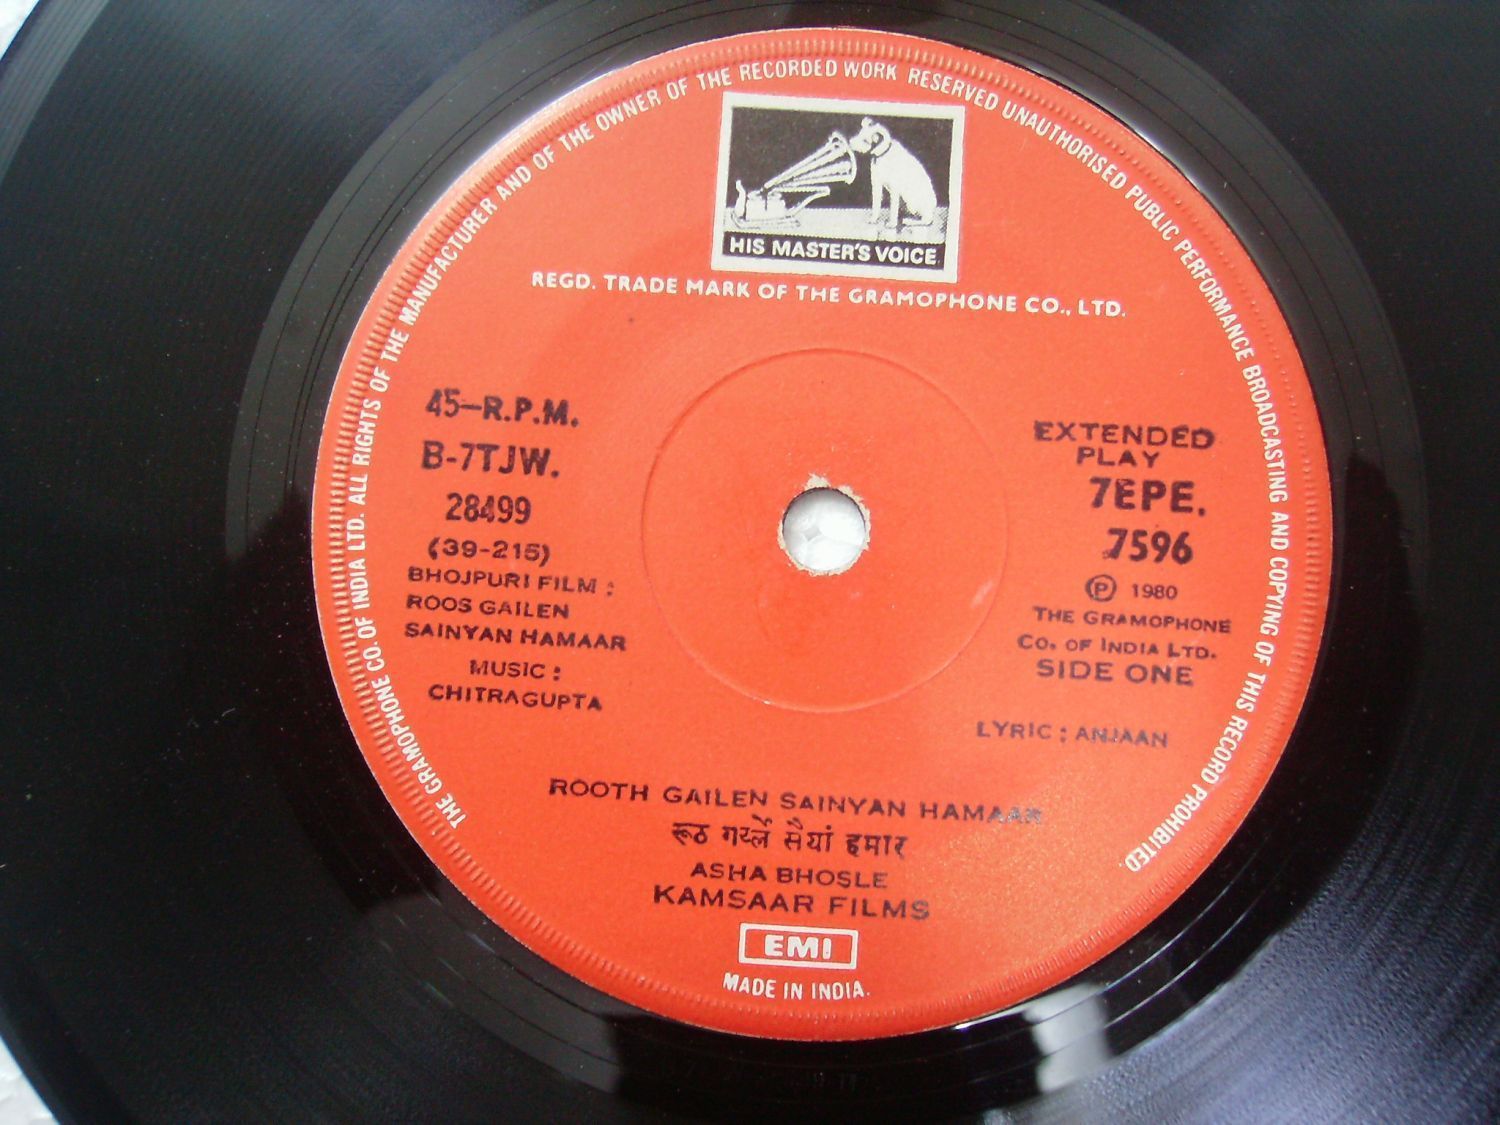 THE GRAMOPHONE CO. OF INDIA LTD. ALL RIGHTS OF THE MANUFACTURER AND OF THE OWNER OF THE RECORDED WORK RESERVED UNAUTHORISED PUBLIC PERFORMANCE BROADCASTING AND COPYING OF THIS RECORD PROHIBITED.
HIS MASTER'S VOICE
REGD. TRADE MARK OF THE GRAMOPHONE CO., LTD.
45-R.P.M.
B-7TJW.
28499
(39-215)
BHOJPURI FILM :
ROOS GAILEN
SAINYAN HAMAAR
MUSIC :
CHITRAGUPTA
EXTENDED
PLAY
7EPE.
7596
Ⓟ 1980
THE GRAMOPHONE
CO. OF INDIA LTD.
SIDE ONE
LYRIC : ANJAAN
ROOTH GAILEN SAINYAN HAMAAR
रूठ गय्लैं सैयां हमार
ASHA BHOSLE
KAMSAAR FILMS
EMI
MADE IN INDIA.